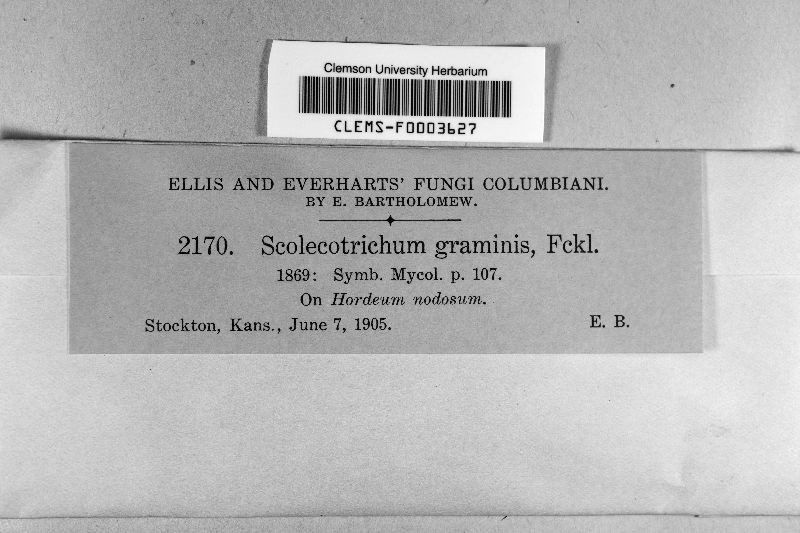 Clemson University Herbarium
CLEMS-F0003627
ELLIS AND EVERHARTS' FUNGI COLUMBIANI.
BY E. BARTHOLOMEW.
2170. Scolecotrichum graminis, Fckl.
1869: Symb. Mycol. p. 107.
On Hordeum nodosum.
Stockton, Kans., June 7, 1905. E. B.